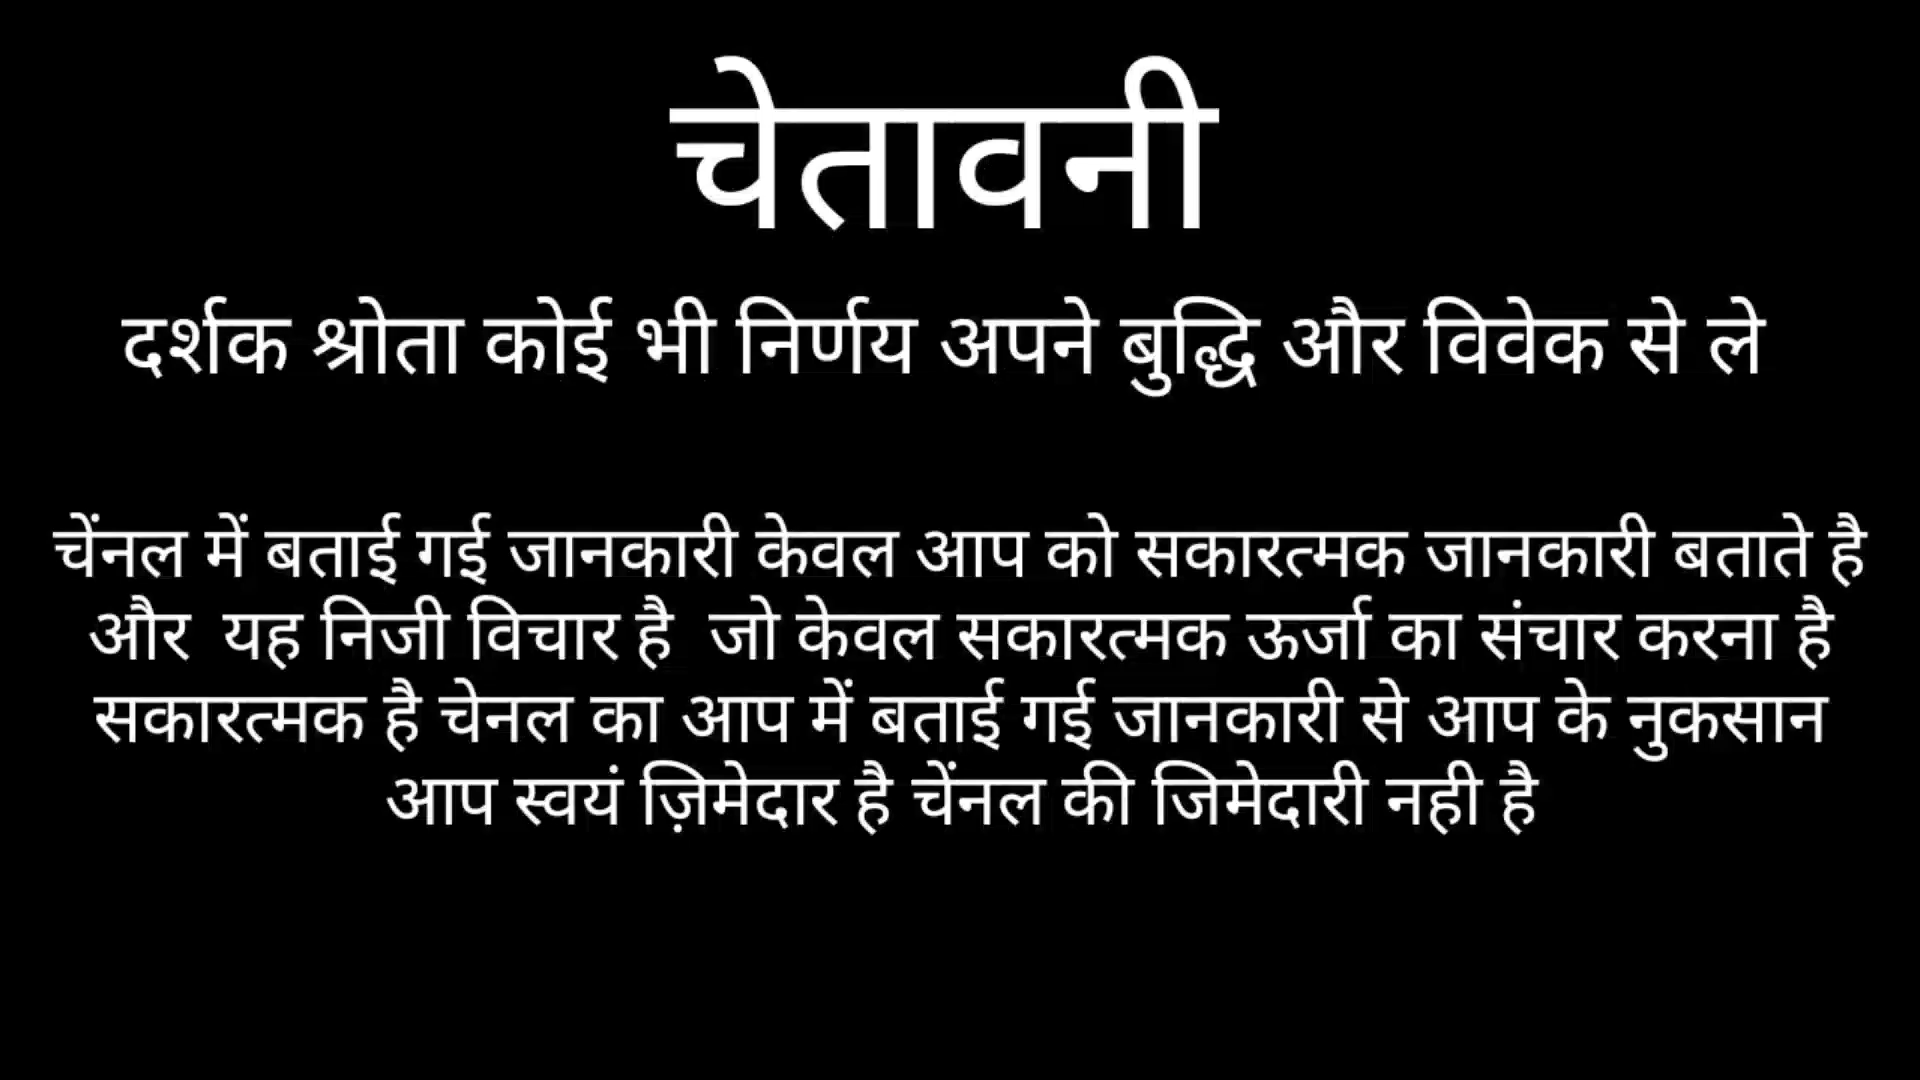 चेतावनी
दर्शक श्रोता कोई भी निर्णय अपने बुद्धि और विवेक से ले
चेंनल में बताई गई जानकारी केवल आप को सकारत्मक जानकारी बताते है
और यह निजी विचार है जो केवल सकारत्मक ऊर्जा का संचार करना है
सकारत्मक है चेनल का आप में बताई गई जानकारी से आप के नुकसान
आप स्वयं ज़िमेदार है चेंनल की जिमेदारी नही है